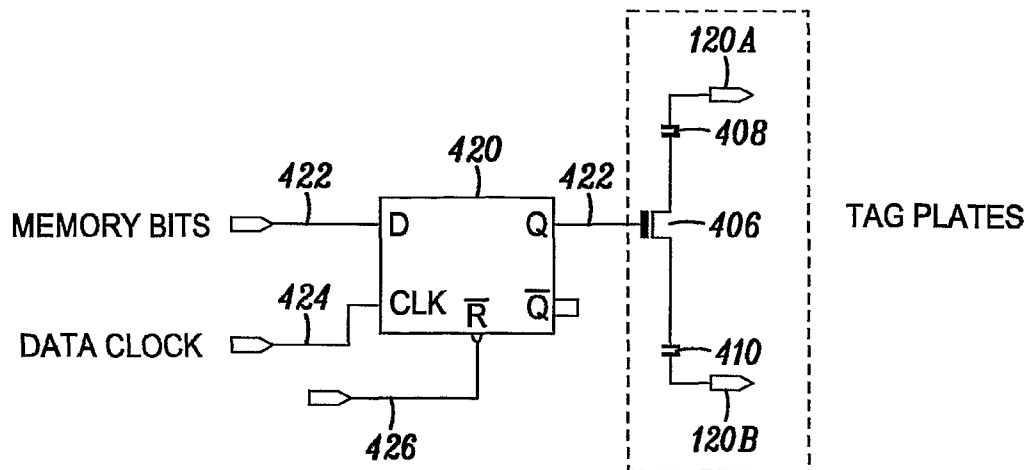 120A
408
420
422
422
MEMORY BITS
D
Q
406
TAG PLATES
424
CLK
R̅
Q̅
DATA CLOCK
410
426
120B